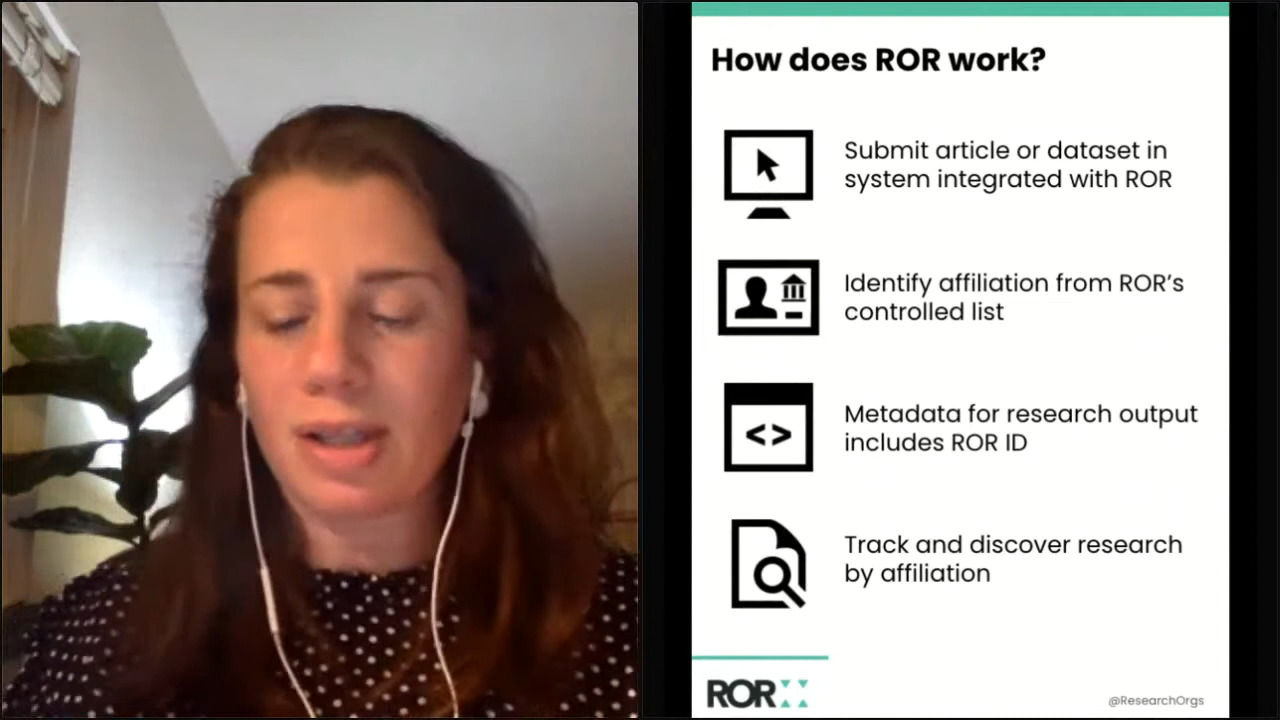 How does ROR work?
Submit article or dataset in
system integrated with ROR
Identify affiliation from ROR's
controlled list
<>
Metadata for research output
includes ROR ID
Track and discover research
by affiliation
ROR
@ResearchOrgs